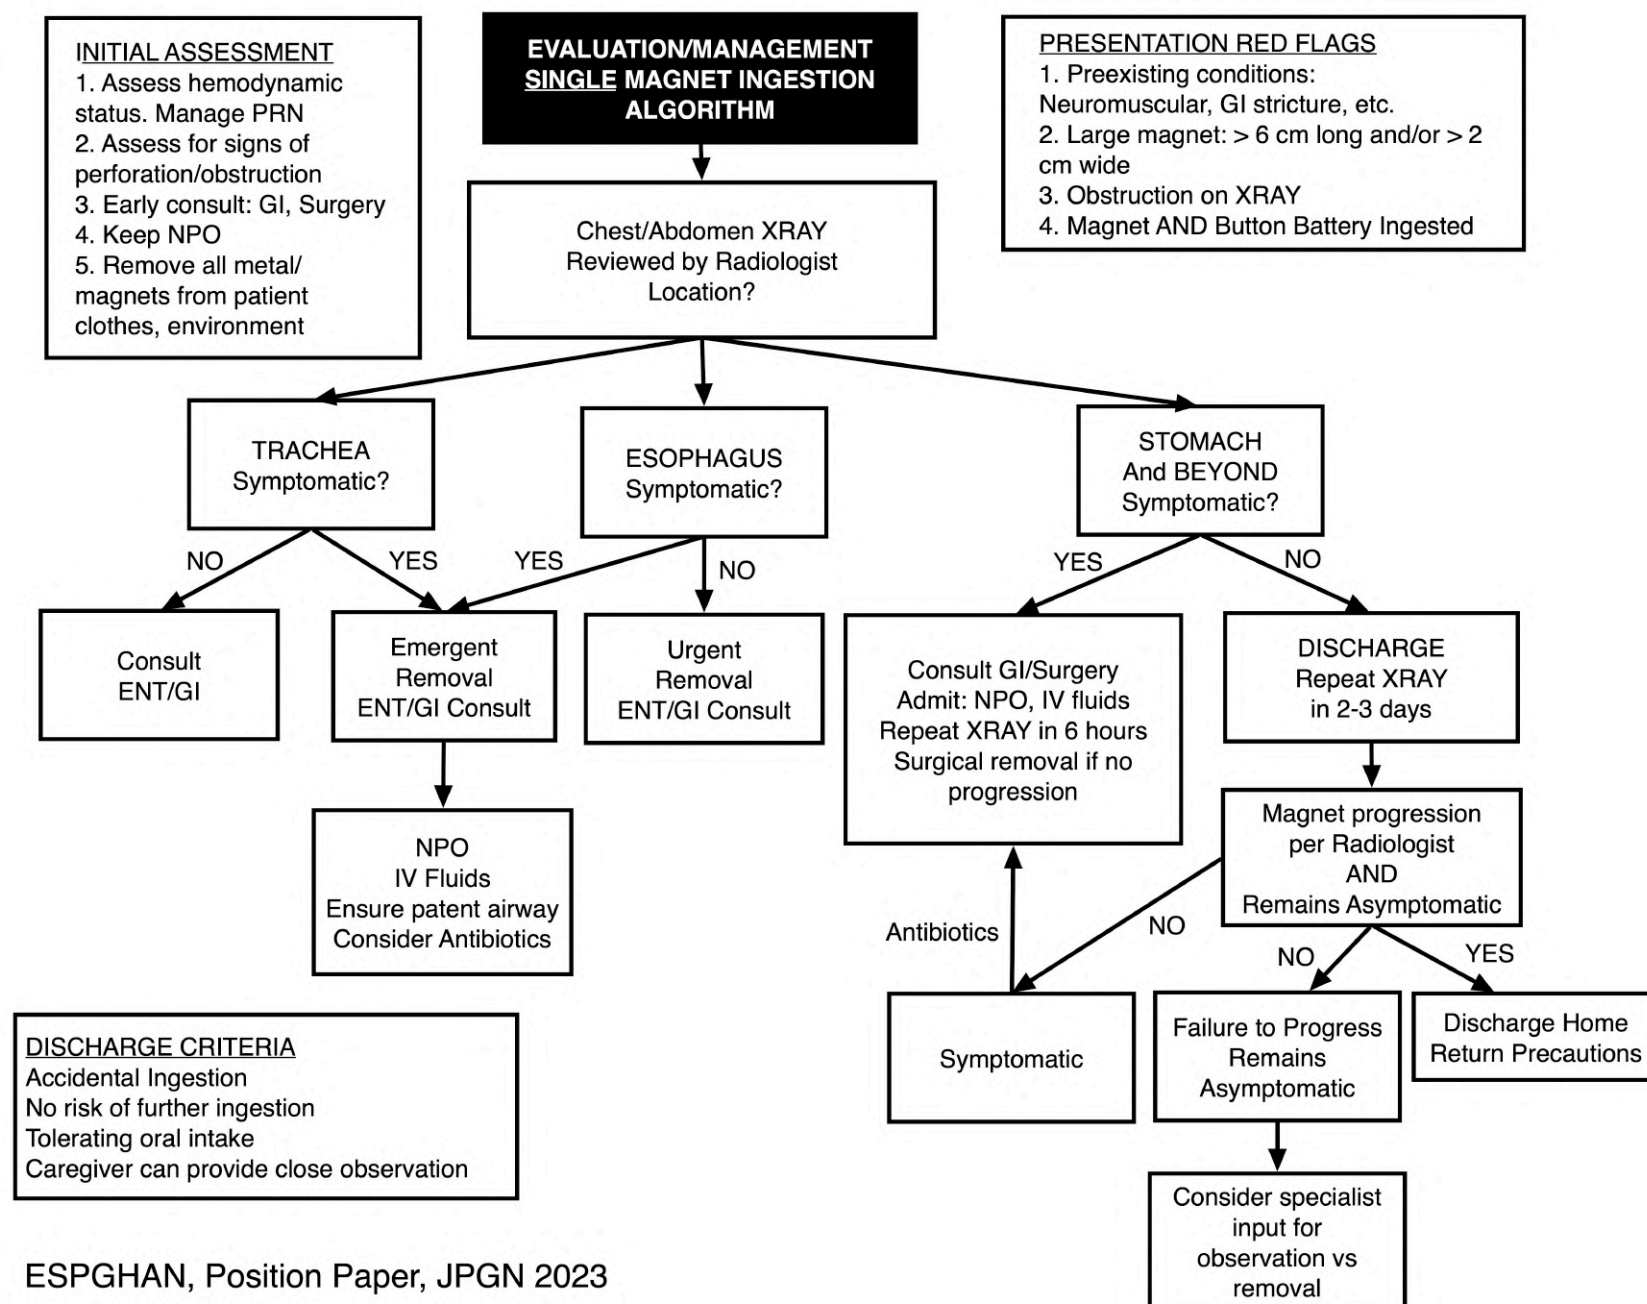 INITIAL ASSESSMENT
1. Assess hemodynamic
status. Manage PRN
2. Assess for signs of
perforation/obstruction
3. Early consult: GI, Surgery
4. Keep NPO
5. Remove all metal/
magnets from patient
clothes, environment
EVALUATION/MANAGEMENT
SINGLE MAGNET INGESTION
ALGORITHM
PRESENTATION RED FLAGS
1. Preexisting conditions:
Neuromuscular, GI stricture, etc.
2. Large magnet: > 6 cm long and/or > 2
cm wide
3. Obstruction on XRAY
4. Magnet AND Button Battery Ingested
Chest/Abdomen XRAY
Reviewed by Radiologist
Location?
TRACHEA
Symptomatic?
ESOPHAGUS
Symptomatic?
STOMACH
And BEYOND
Symptomatic?
NO
YES
YES
NO
YES
NO
Consult
ENT/GI
Emergent
Removal
ENT/GI Consult
Urgent
Removal
ENT/GI Consult
Consult GI/Surgery
Admit: NPO, IV fluids
Repeat XRAY in 6 hours
Surgical removal if no
progression
DISCHARGE
Repeat XRAY
in 2-3 days
NPO
IV Fluids
Ensure patent airway
Consider Antibiotics
Magnet progression
per Radiologist
AND
Remains Asymptomatic
Antibiotics
NO
NO
YES
Symptomatic
Failure to Progress
Remains
Asymptomatic
Discharge Home
Return Precautions
Consider specialist
input for
observation vs
removal
DISCHARGE CRITERIA
Accidental Ingestion
No risk of further ingestion
Tolerating oral intake
Caregiver can provide close observation
ESPGHAN, Position Paper, JPGN 2023